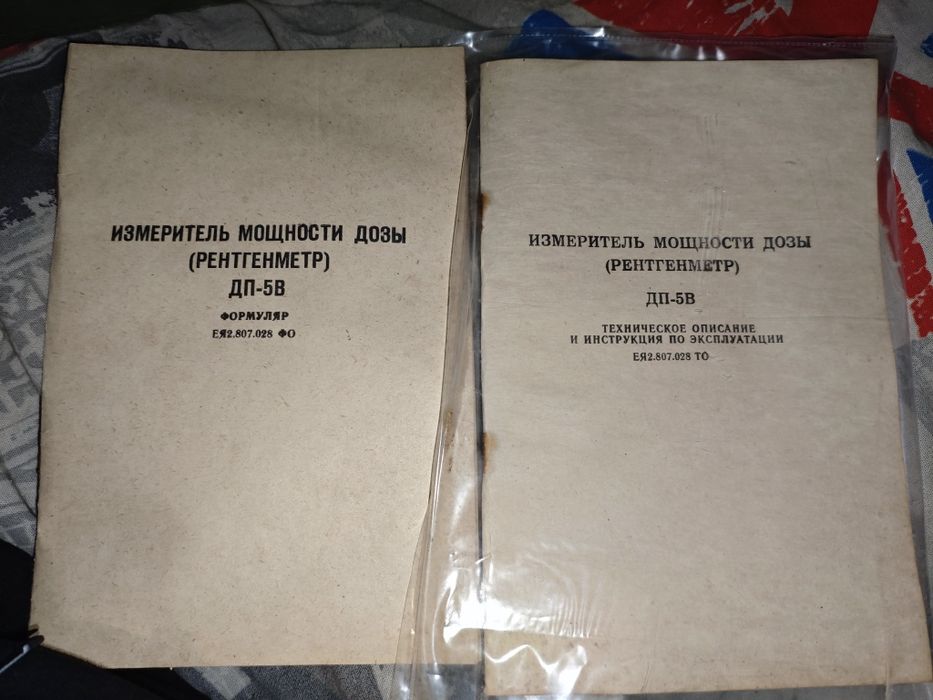 ИЗМЕРИТЕЛЬ МОЩНОСТИ ДОЗЫ
(РЕНТГЕНМЕТР)
ДП-5В
ФОРМУЛЯР
ЕЯ2.807.028 ФО
ИЗМЕРИТЕЛЬ МОЩНОСТИ ДОЗЫ
(РЕНТГЕНМЕТР)
ДП-5В
ТЕХНИЧЕСКОЕ ОПИСАНИЕ
И ИНСТРУКЦИЯ ПО ЭКСПЛУАТАЦИИ
ЕЯ2.807.028 ТО